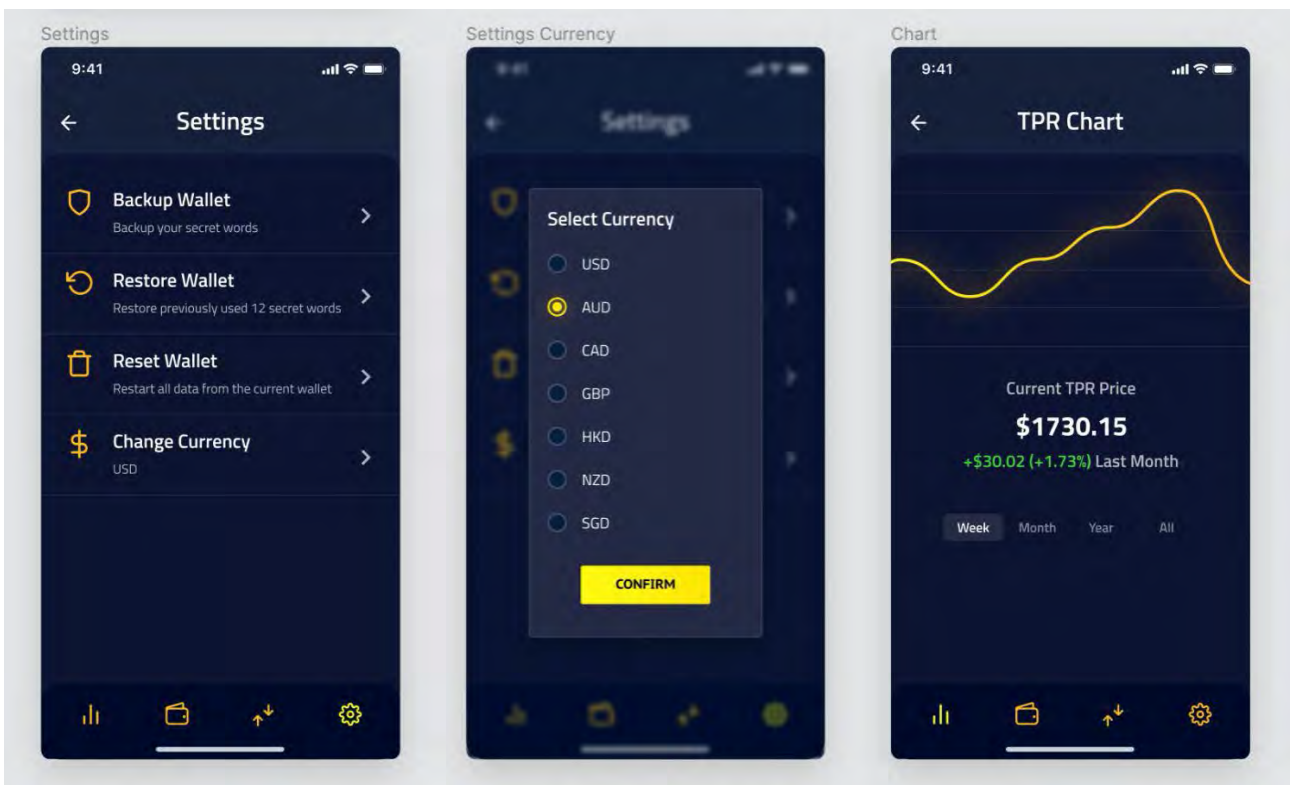 Settings
9:41
Settings
Backup Wallet
Backup your secret words
Restore Wallet
Restore previously used 12 secret words
Reset Wallet
Restart all data from the current wallet
Change Currency
USD
Settings Currency
9:41
Settings
Select Currency
USD
AUD
CAD
GBP
HKD
NZD
SGD
CONFIRM
Chart
9:41
TPR Chart
Current TPR Price
$1730.15
+$30.02 (+1.73%) Last Month
Week Month Year All